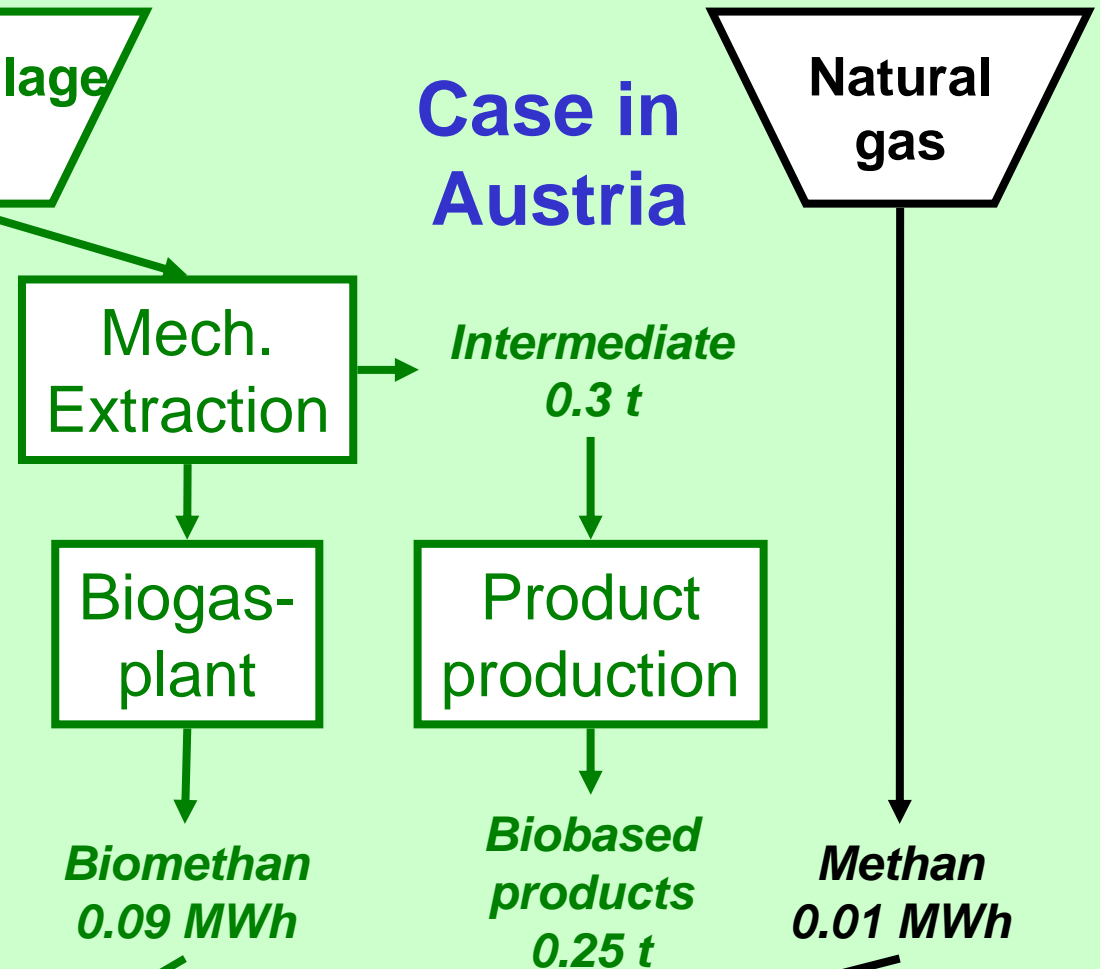 lage
Case in
Austria
Natural
gas
Mech.
Extraction
Intermediate
0.3 t
Biogas-
plant
Product
production
Biomethan
0.09 MWh
Biobased
products
0.25 t
Methan
0.01 MWh